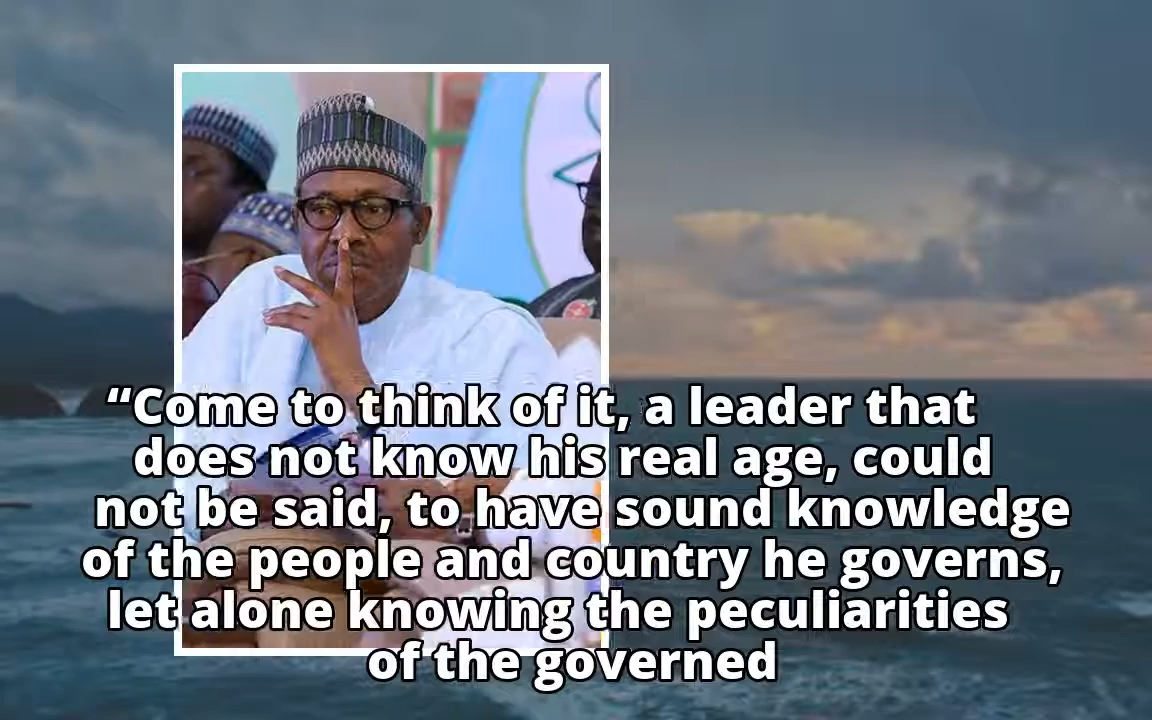 “Come to think of it, a leader that
does not know his real age, could
not be said, to have sound knowledge
of the people and country he governs,
let alone knowing the peculiarities
of the governed